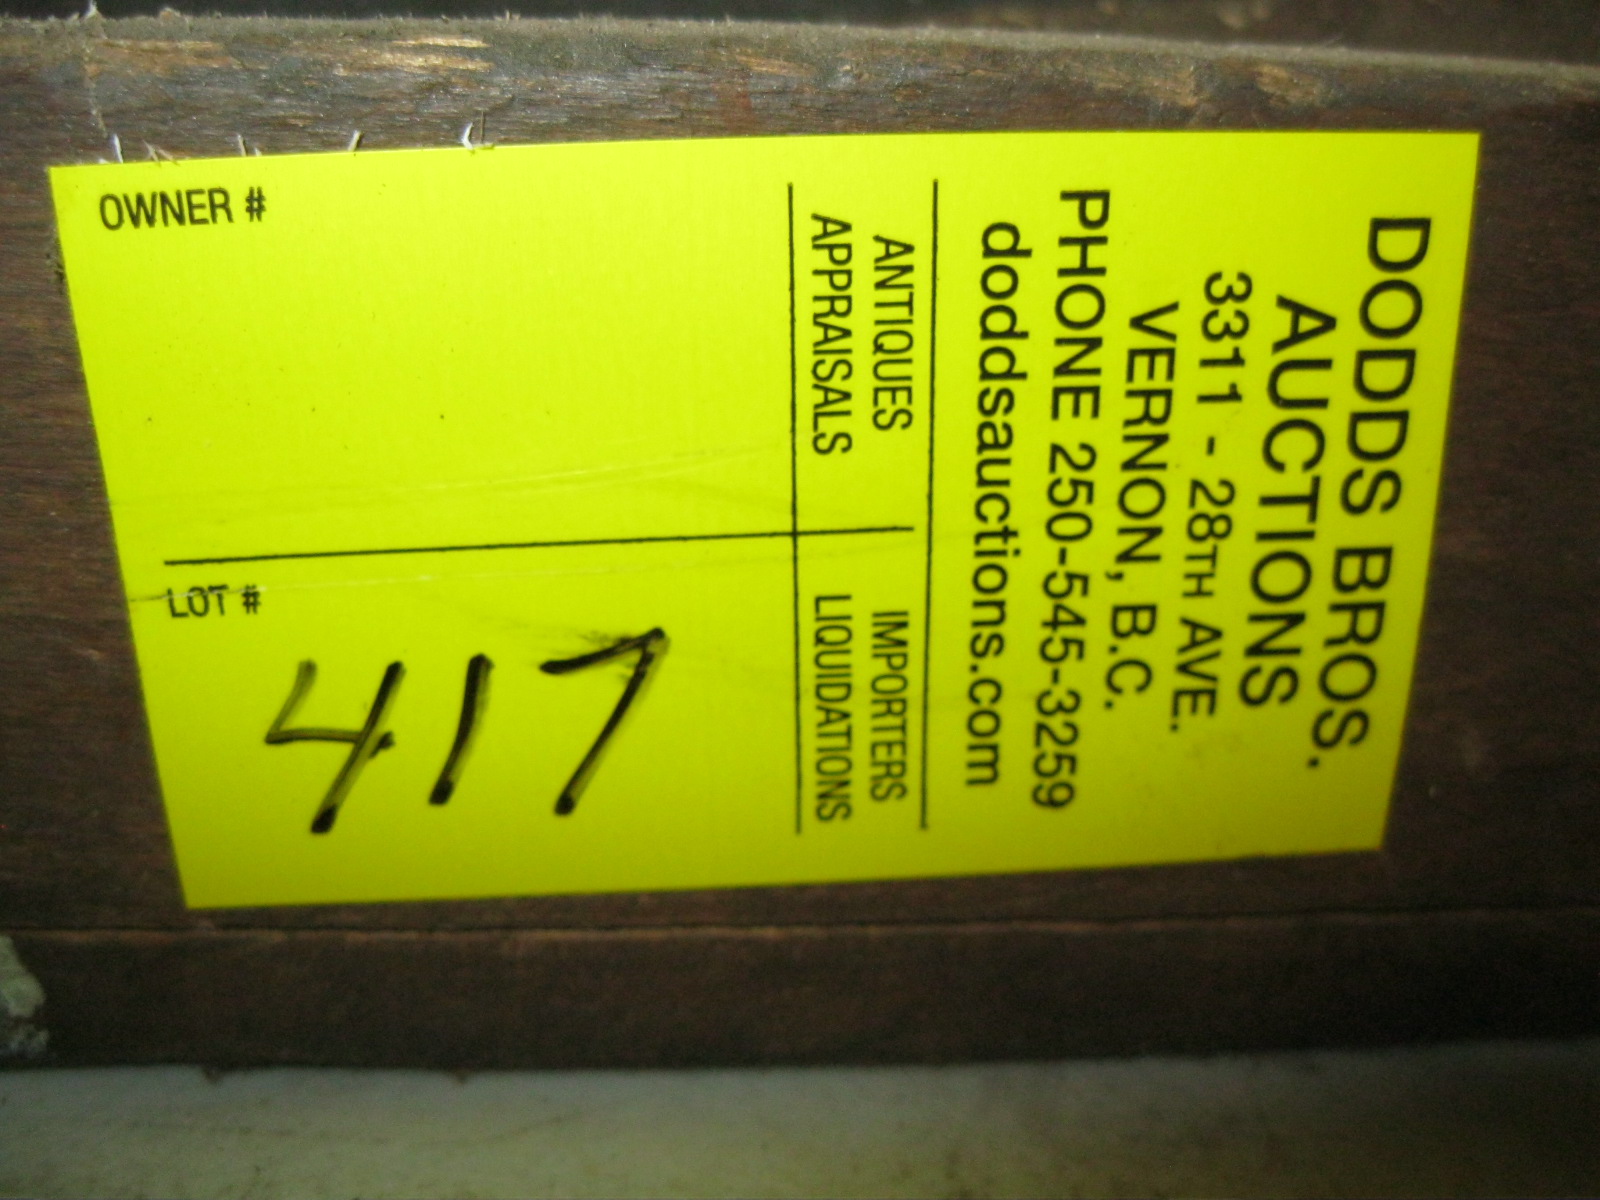 DODDS BROS.
AUCTIONS
3311 - 28TH AVE.
VERNON, B.C.
PHONE 250-545-3259
doddsauctions.com
ANTIQUES IMPORTERS
APPRAISALS LIQUIDATIONS
OWNER #
LOT #
417